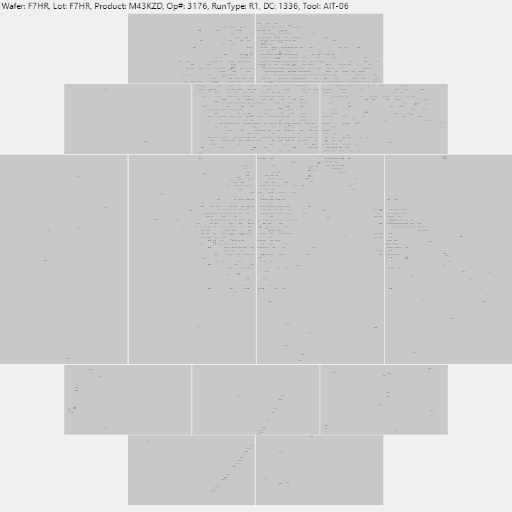 Wafer: F7HR, Lot: F7HR, Product: M43KZD, Op#: 3176, RunType: R1, DC: 1336, Tool: AIT-06